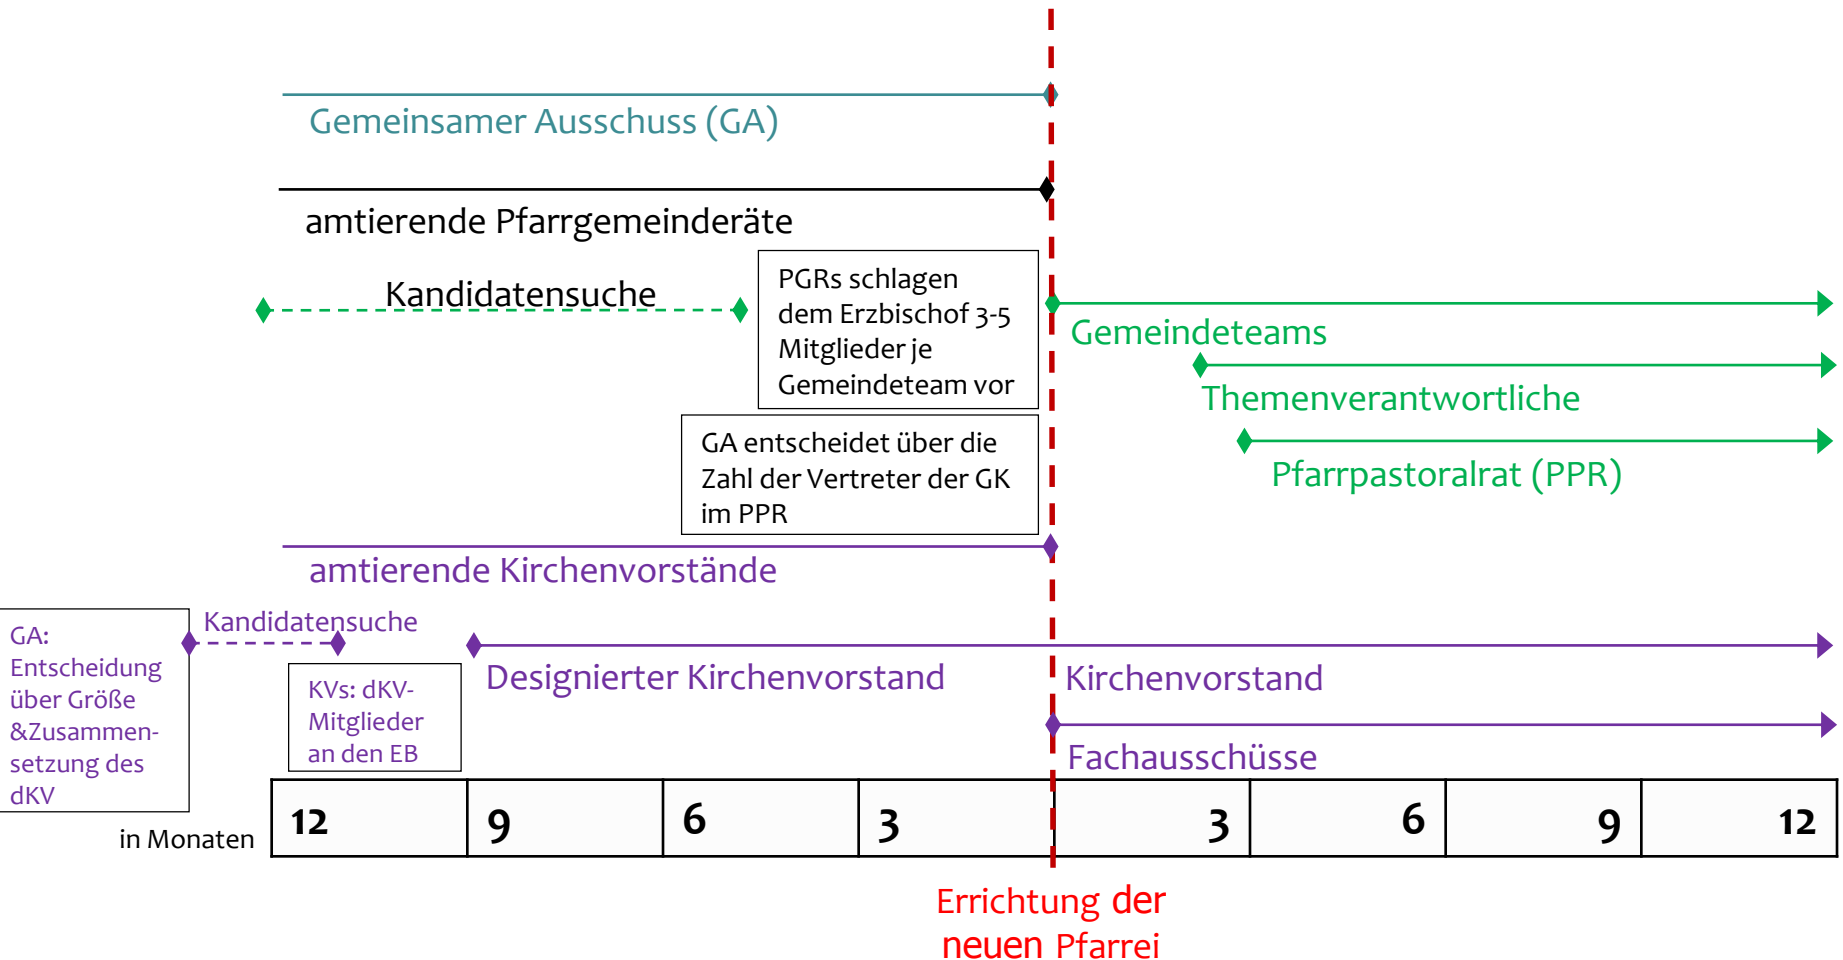 Gemeinsamer Ausschuss (GA)
amtierende Pfarrgemeinderäte
Kandidatensuche
PGRs schlagen
dem Erzbischof 3-5
Mitglieder je
Gemeindeteam vor
Gemeindeteams
Themenverantwortliche
GA entscheidet über die
Zahl der Vertreter der GK
im PPR
Pfarrpastoralrat (PPR)
amtierende Kirchenvorstände
GA:
Entscheidung
über Größe
&Zusammen-
setzung des
dKV
Kandidatensuche
KVs: dKV-
Mitglieder
an den EB
Designierter Kirchenvorstand
Kirchenvorstand
Fachausschüsse
in Monaten
12 9 6 3 3 6 9 12
Errichtung der
neuen Pfarrei